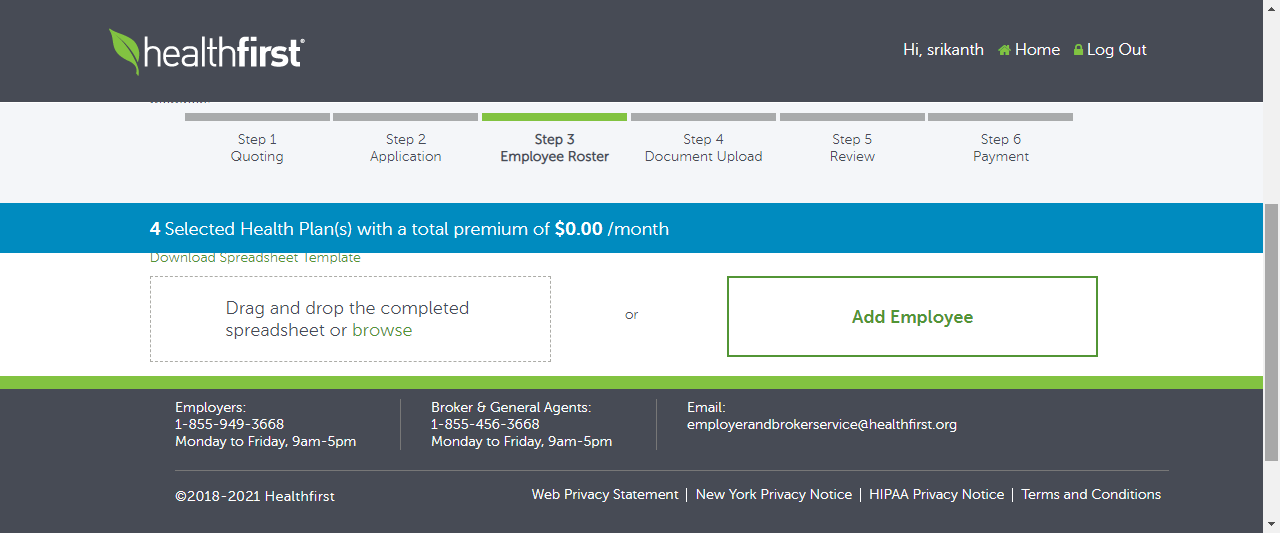 healthfirst®
Hi, srikanth Home Log Out
Step 1
Quoting
Step 2
Application
Step 3
Employee Roster
Step 4
Document Upload
Step 5
Review
Step 6
Payment
4 Selected Health Plan(s) with a total premium of $0.00 /month
Download Spreadsheet Template
Drag and drop the completed
spreadsheet or browse
or
Add Employee
Employers:
1-855-949-3668
Monday to Friday, 9am-5pm
Broker & General Agents:
1-855-456-3668
Monday to Friday, 9am-5pm
Email:
employerandbrokerservice@healthfirst.org
©2018-2021 Healthfirst
Web Privacy Statement | New York Privacy Notice | HIPAA Privacy Notice | Terms and Conditions